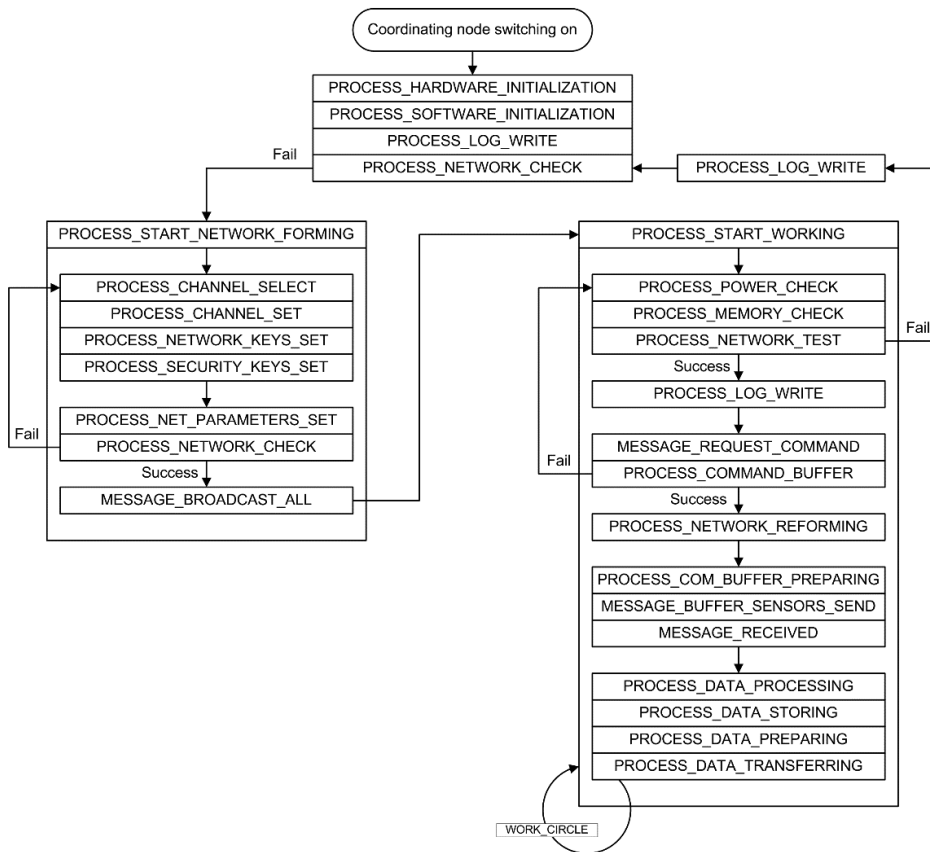 Coordinating node switching on
PROCESS_HARDWARE_INITIALIZATION
PROCESS_SOFTWARE_INITIALIZATION
PROCESS_LOG_WRITE
Fail
PROCESS_NETWORK_CHECK
PROCESS_LOG_WRITE
PROCESS_START_NETWORK_FORMING
PROCESS_CHANNEL_SELECT
PROCESS_CHANNEL_SET
PROCESS_NETWORK_KEYS_SET
PROCESS_SECURITY_KEYS_SET
PROCESS_NET_PARAMETERS_SET
Fail
PROCESS_NETWORK_CHECK
Success
MESSAGE_BROADCAST_ALL
PROCESS_START_WORKING
PROCESS_POWER_CHECK
PROCESS_MEMORY_CHECK
PROCESS_NETWORK_TEST
Fail
Success
PROCESS_LOG_WRITE
MESSAGE_REQUEST_COMMAND
Fail
PROCESS_COMMAND_BUFFER
Success
PROCESS_NETWORK_REFORMING
PROCESS_COM_BUFFER_PREPARING
MESSAGE_BUFFER_SENSORS_SEND
MESSAGE_RECEIVED
PROCESS_DATA_PROCESSING
PROCESS_DATA_STORING
PROCESS_DATA_PREPARING
PROCESS_DATA_TRANSFERRING
WORK_CIRCLE